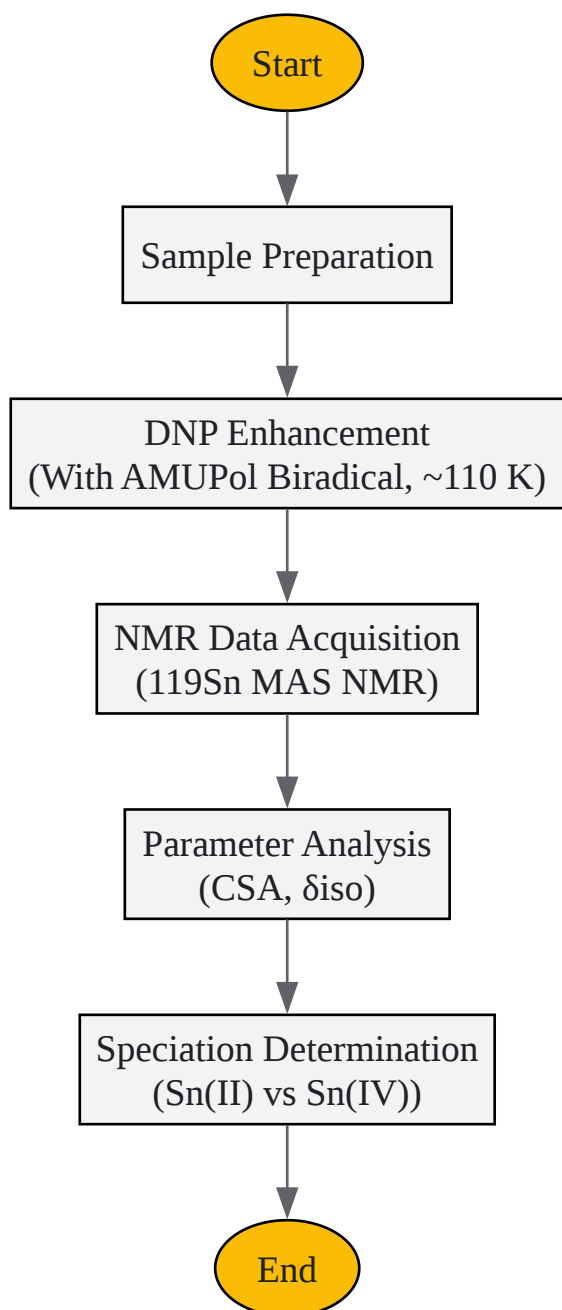 Start
Sample Preparation
DNP Enhancement
(With AMUPol Biradical, ~110 K)
NMR Data Acquisition
(119Sn MAS NMR)
Parameter Analysis
(CSA, δiso)
Speciation Determination
(Sn(II) vs Sn(IV))
End